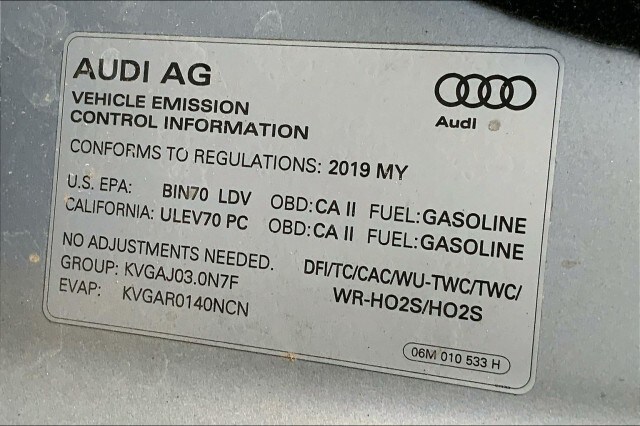 AUDI AG
Audi
VEHICLE EMISSION
CONTROL INFORMATION
CONFORMS TO REGULATIONS: 2019 MY
U.S. EPA: BIN70 LDV OBD: CA II FUEL: GASOLINE
CALIFORNIA: ULEV70 PC OBD: CA II FUEL: GASOLINE
NO ADJUSTMENTS NEEDED.
GROUP: KVGAJ03.0N7F
EVAP: KVGAR0140NCN
DFI/TC/CAC/WU-TWC/TWC/
WR-HO2S/HO2S
06M 010 533 H